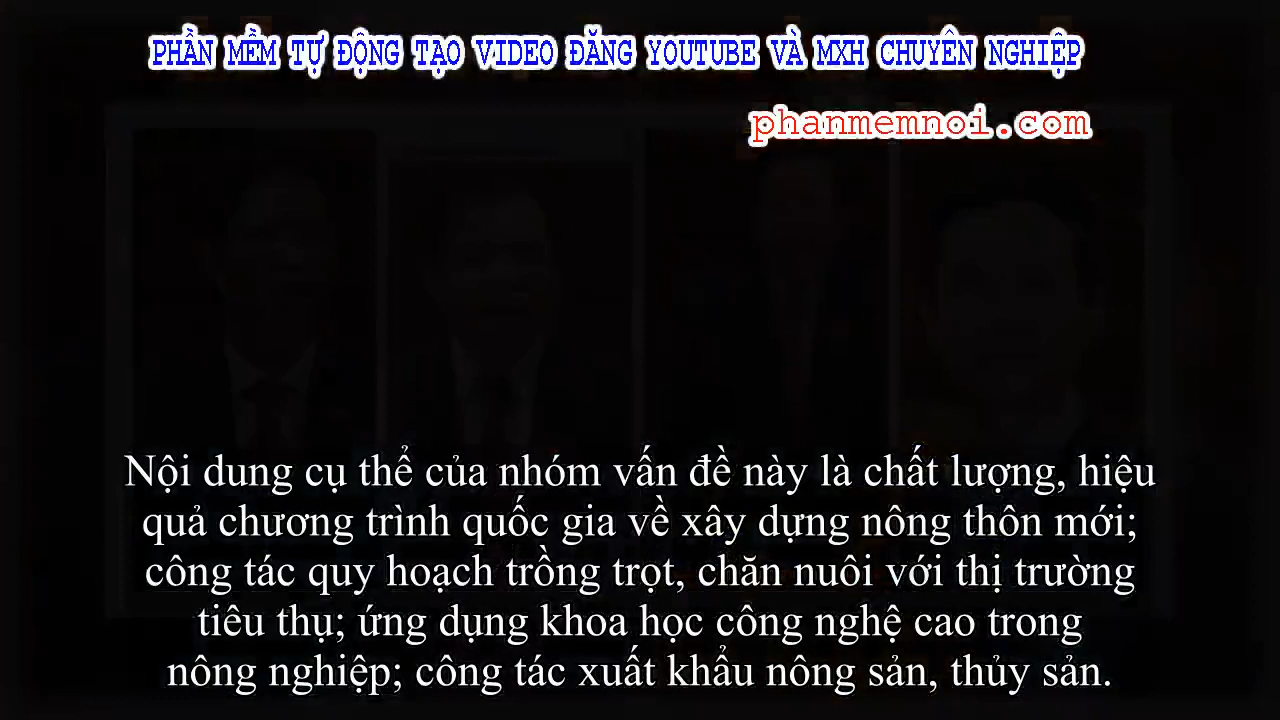 PHẦN MỀM TỰ ĐỘNG TẠO VIDEO ĐĂNG YOUTUBE VÀ MXH CHUYÊN NGHIỆP
phanmemnoi.com
Nội dung cụ thể của nhóm vấn đề này là chất lượng, hiệu
quả chương trình quốc gia về xây dựng nông thôn mới;
công tác quy hoạch trồng trọt, chăn nuôi với thị trường
tiêu thụ; ứng dụng khoa học công nghệ cao trong
nông nghiệp; công tác xuất khẩu nông sản, thủy sản.